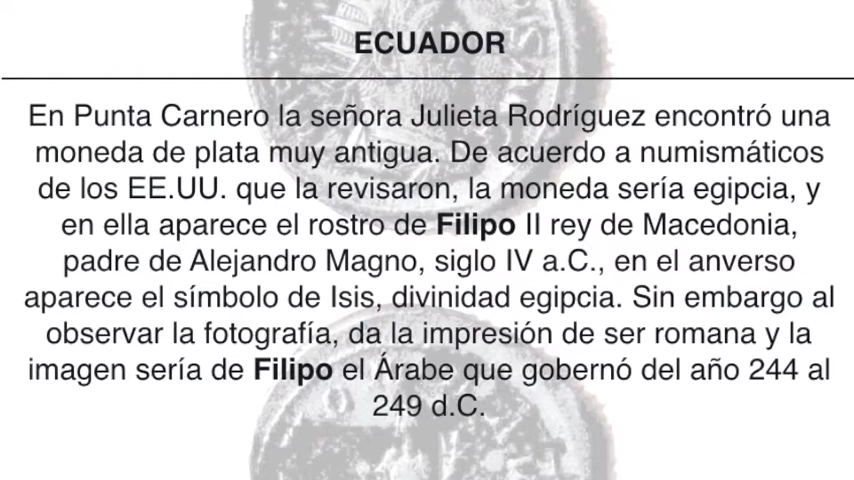 ECUADOR
En Punta Carnero la señora Julieta Rodríguez encontró una
moneda de plata muy antigua. De acuerdo a numismáticos
de los EE.UU. que la revisaron, la moneda sería egipcia, y
en ella aparece el rostro de Filipo II rey de Macedonia,
padre de Alejandro Magno, siglo IV a.C., en el anverso
aparece el símbolo de Isis, divinidad egipcia. Sin embargo al
observar la fotografía, da la impresión de ser romana y la
imagen sería de Filipo el Árabe que gobernó del año 244 al
249 d.C.